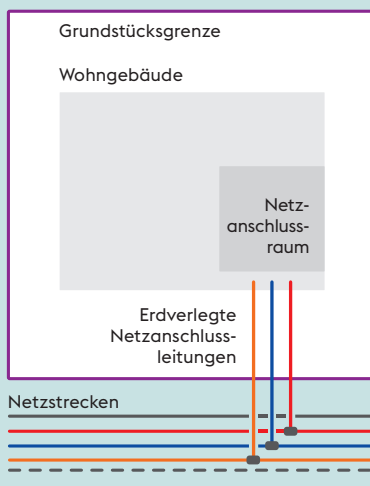 Grundstücksgrenze
Wohngebäude
Netz-
anschluss-
raum
Erdverlegte
Netzanschluss-
leitungen
Netzstrecken